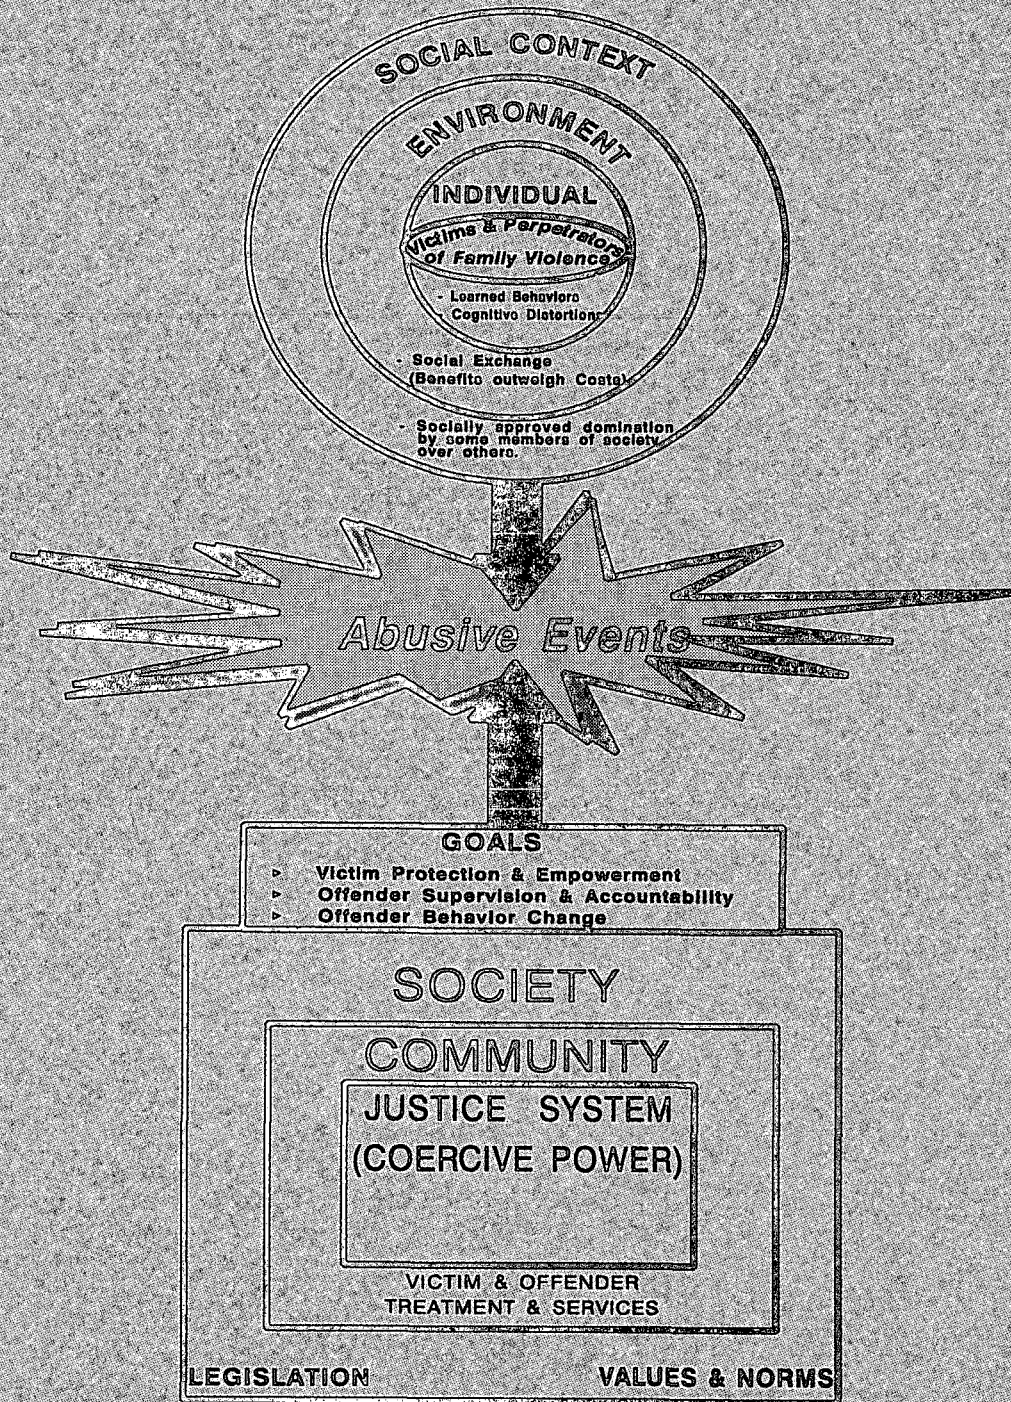 SOCIAL CONTEXT
ENVIRONMENT
INDIVIDUAL
Victims & Perpetrators
of Family Violence
- Learned Behaviors
- Cognitive Distortions
- Social Exchange
(Benefits outweigh Costs)
- Socially approved domination
by some members of society
over others.
Abusive Events
GOALS
▹ Victim Protection & Empowerment
▹ Offender Supervision & Accountability
▹ Offender Behavior Change
SOCIETY
COMMUNITY
JUSTICE SYSTEM
(COERCIVE POWER)
VICTIM & OFFENDER
TREATMENT & SERVICES
LEGISLATION VALUES & NORMS